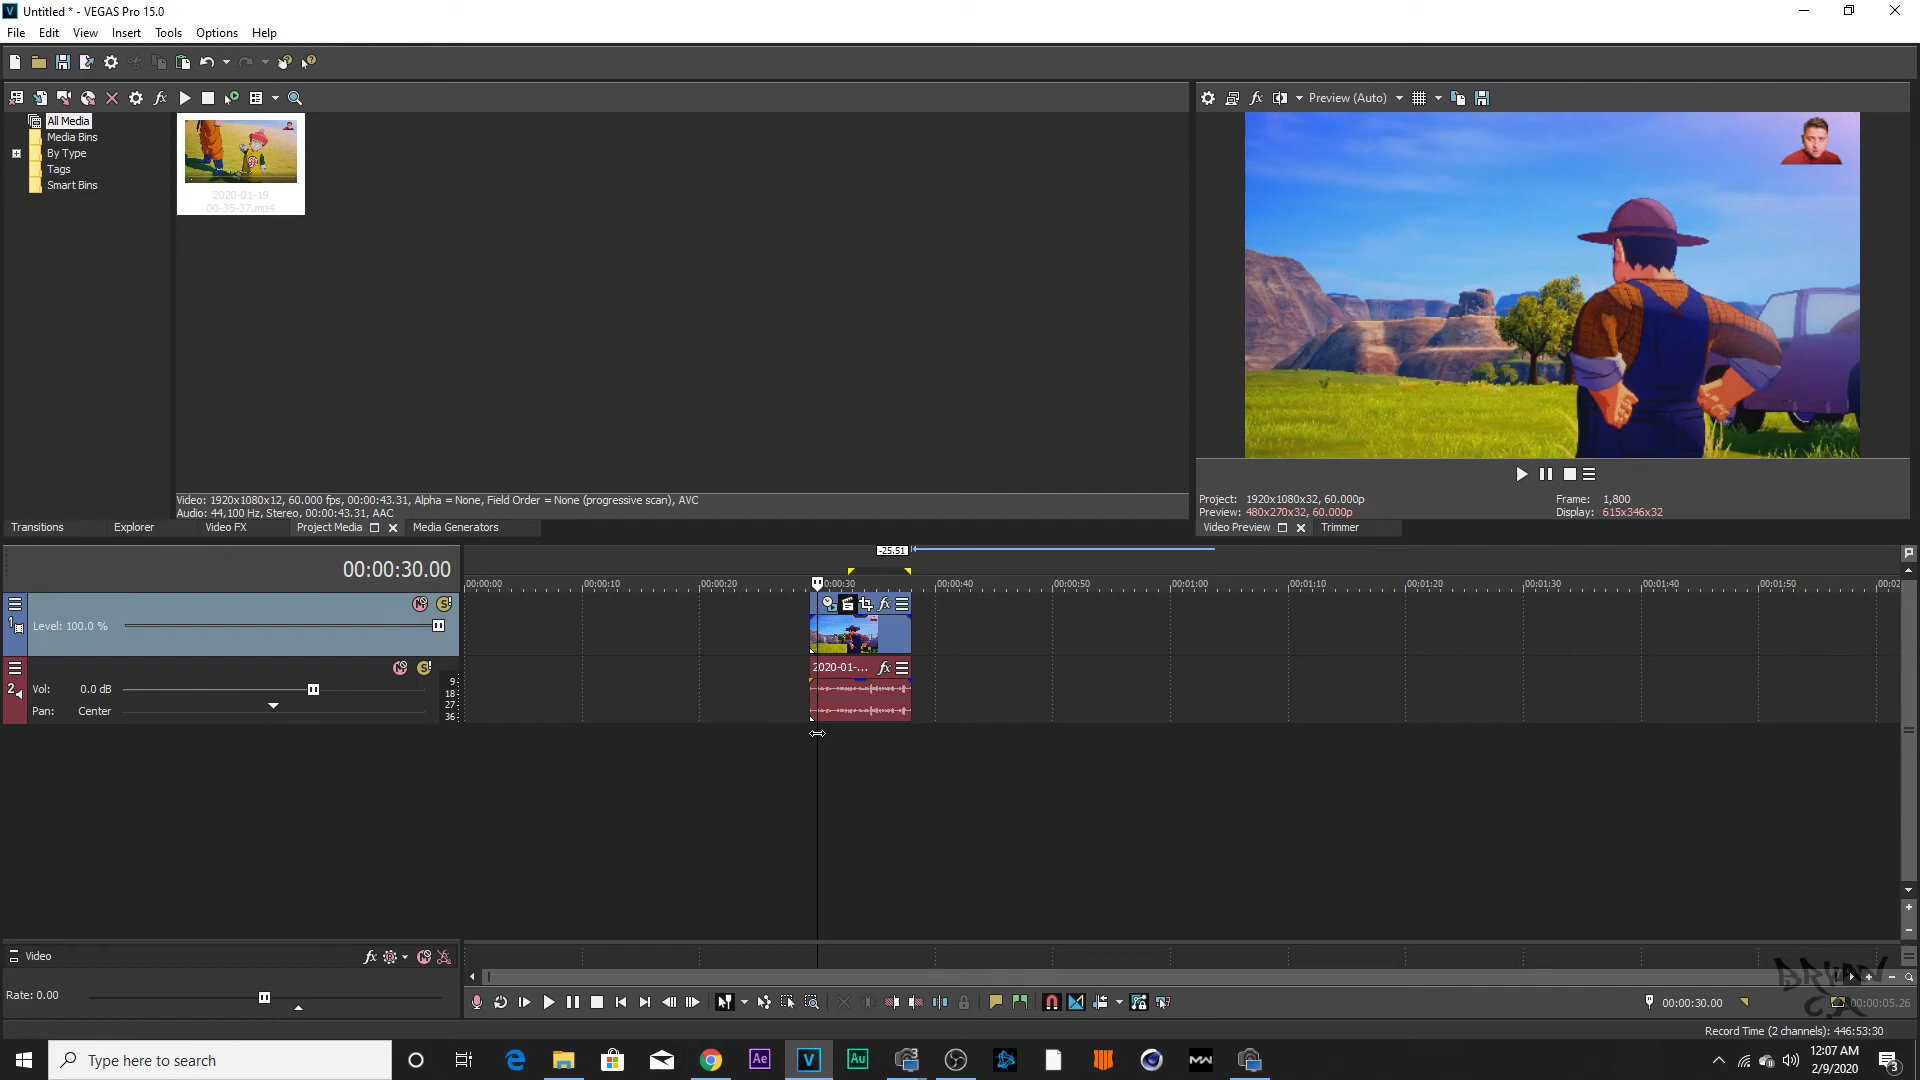 Untitled * - VEGAS Pro 15.0
File Edit View Insert Tools Options Help
Preview (Auto)
All Media
Media Bins
By Type
Tags
Smart Bins
2020-01-19
00-35-37.mp4
Video: 1920x1080x12, 60.000 fps, 00:00:43.31, Alpha = None, Field Order = None (progressive scan), AVC
Audio: 44,100 Hz, Stereo, 00:00:43.31, AAC
Project: 1920x1080x32, 60.000p
Preview: 480x270x32, 60.000p
Frame: 1,800
Display: 615x346x32
Transitions Explorer Video FX Project Media Media Generators
Video Preview Trimmer
00:00:30.00
-25.51
00:00:00 00:00:10 00:00:20 00:00:30 00:00:40 00:00:50 00:01:00 00:01:10 00:01:20 00:01:30 00:01:40 00:01:50
1
Level: 100.0 %
2
Vol: 0.0 dB
Pan: Center
9
18
27
36
2020-01-...
Video
Rate: 0.00
BRYAN
00:00:30.00
00:00:05.26
Record Time (2 channels): 446:53:30
Type here to search
Ae
V
Au
3
12:07 AM
2/9/2020
3